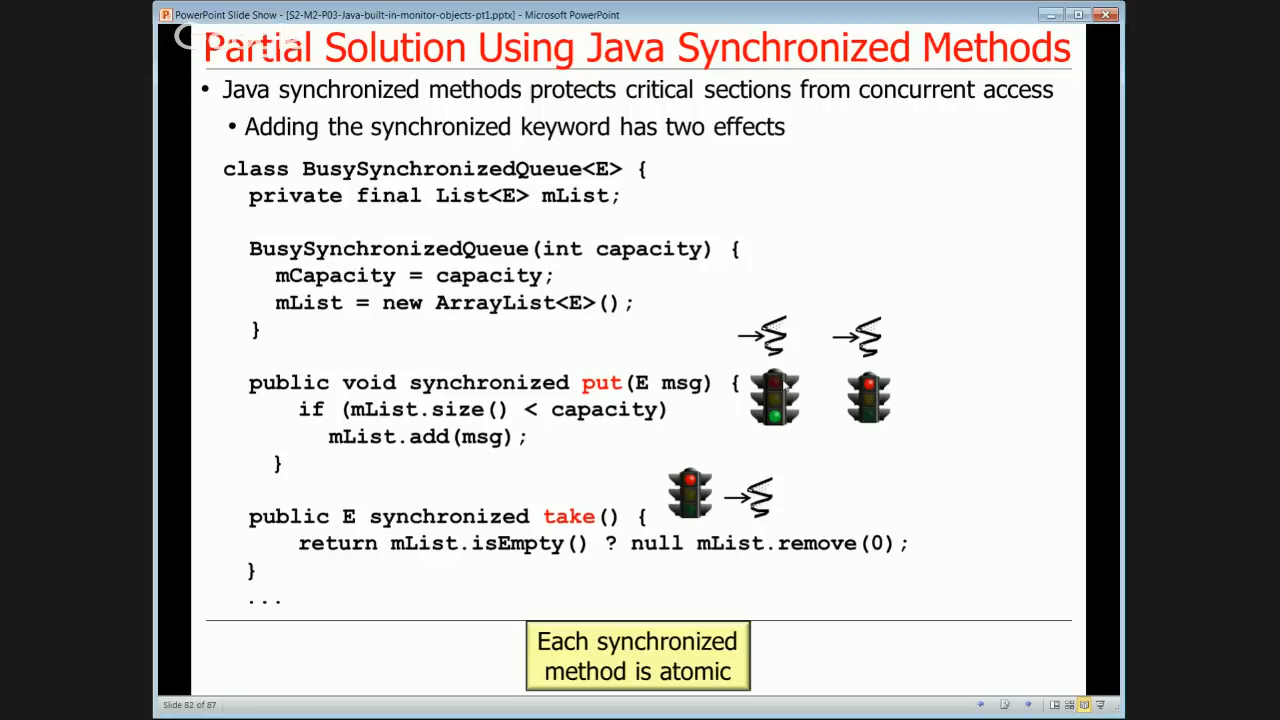 PowerPoint Slide Show - [S2-M2-P03-Java-built-in-monitor-objects-pt1.pptx] - Microsoft PowerPoint
Google
Partial Solution Using Java Synchronized Methods
• Java synchronized methods protects critical sections from concurrent access
• Adding the synchronized keyword has two effects
class BusySynchronizedQueue<E> {
private final List<E> mList;
BusySynchronizedQueue(int capacity) {
mCapacity = capacity;
mList = new ArrayList<E>();
}
public void synchronized put(E msg) {
if (mList.size() < capacity)
mList.add(msg);
}
public E synchronized take() {
return mList.isEmpty() ? null mList.remove(0);
}
...
Each synchronized
method is atomic
Slide 82 of 87